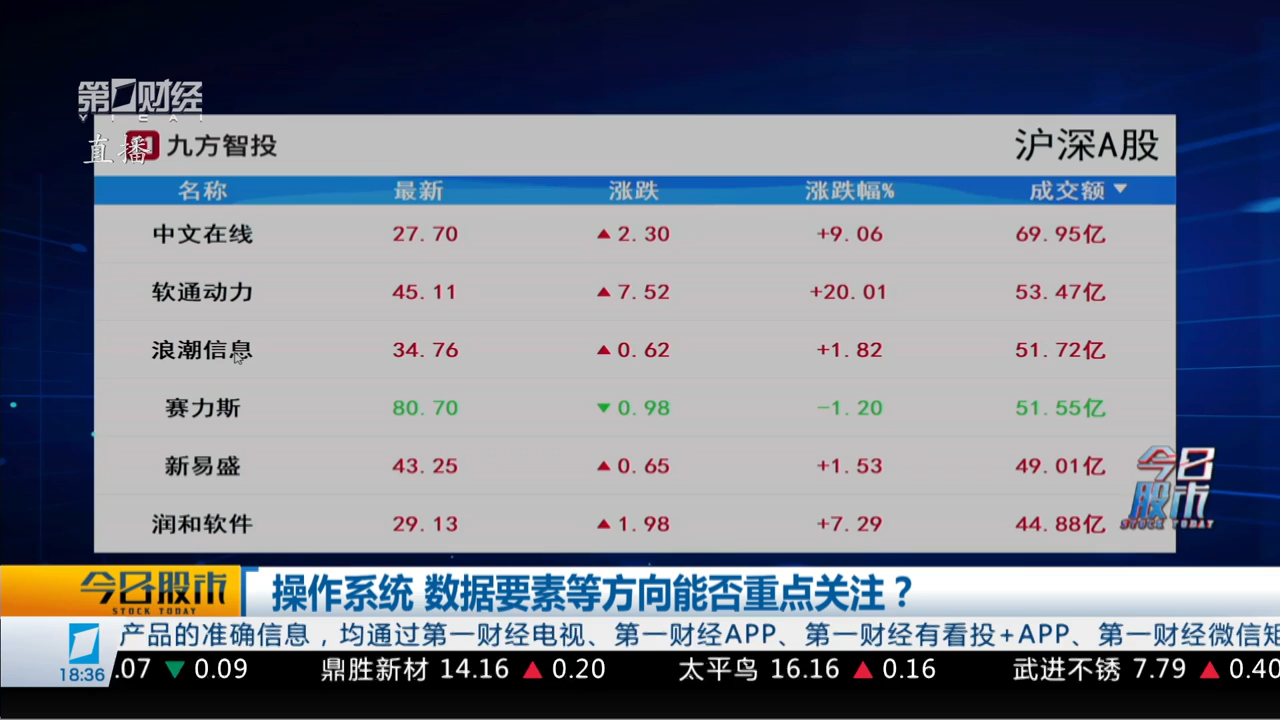 第一财经
YICAI
直播
九方智投
沪深A股
名称 最新 涨跌 涨跌幅% 成交额▼
中文在线 27.70 ▲2.30 +9.06 69.95亿
软通动力 45.11 ▲7.52 +20.01 53.47亿
浪潮信息 34.76 ▲0.62 +1.82 51.72亿
赛力斯 80.70 ▼0.98 -1.20 51.55亿
新易盛 43.25 ▲0.65 +1.53 49.01亿
润和软件 29.13 ▲1.98 +7.29 44.88亿
今日股市
STOCK TODAY
今日股市
STOCK TODAY
操作系统 数据要素等方向能否重点关注？
产品的准确信息，均通过第一财经电视、第一财经APP、第一财经有看投+APP、第一财经微信矩
18:36
.07 ▼ 0.09 鼎胜新材 14.16 ▲ 0.20 太平鸟 16.16 ▲ 0.16 武进不锈 7.79 ▲ 0.40